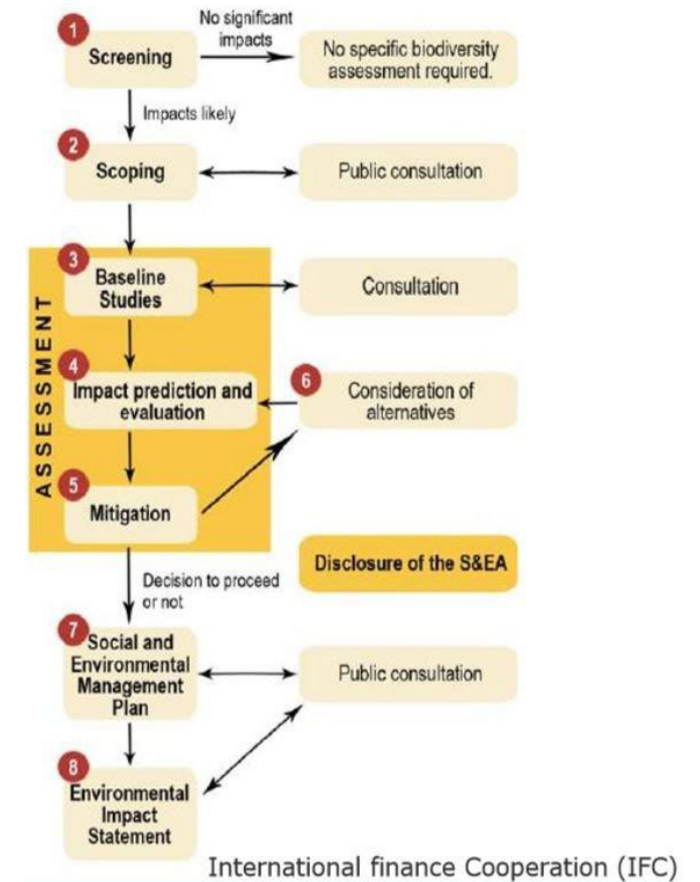 1
Screening
No significant
impacts
No specific biodiversity
assessment required.
Impacts likely
2
Scoping
Public consultation
ASSESSMENT
3
Baseline
Studies
Consultation
4
Impact prediction and
evaluation
6
Consideration of
alternatives
5
Mitigation
Disclosure of the S&EA
Decision to proceed
or not
7
Social and
Environmental
Management
Plan
Public consultation
8
Environmental
Impact
Statement
International finance Cooperation (IFC)